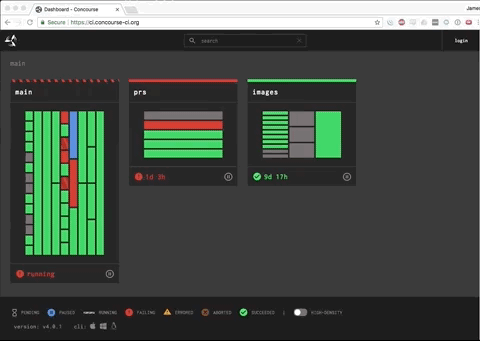 Dashboard - Concourse
James
Secure https://ci.concourse-ci.org
search
login
main
main
prs
images
1d 3h
9d 17h
running
PENDING PAUSED RUNNING FAILING ERRORED ABORTED SUCCEEDED | HIGH-DENSITY
version: v4.0.1 cli: